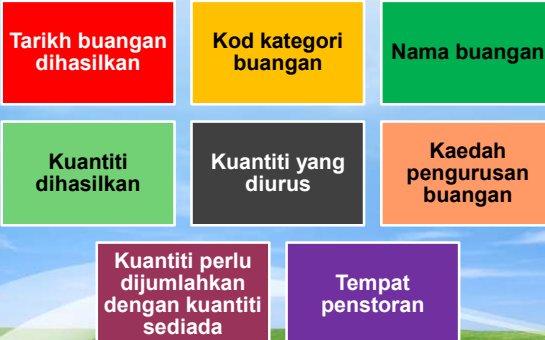 Tarikh buangan
dihasilkan
Kod kategori
buangan
Nama buangan
Kuantiti
dihasilkan
Kuantiti yang
diurus
Kaedah
pengurusan
buangan
Kuantiti perlu
dijumlahkan
dengan kuantiti
sediada
Tempat
penstoran